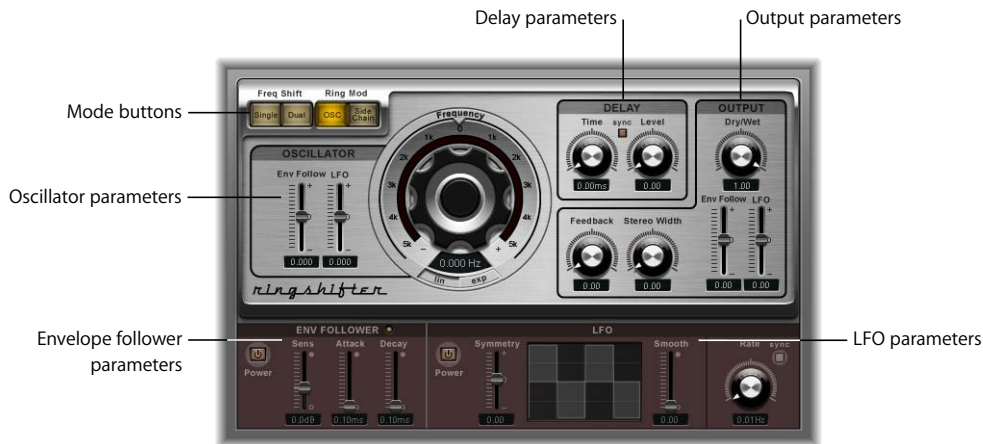 Delay parameters
Output parameters
Mode buttons
Freq Shift
Ring Mod
Single
Dual
OSC
Side Chain
Frequency
0
1k
1k
2k
2k
3k
3k
4k
4k
5k
5k
−
+
0.000 Hz
lin
exp
DELAY
Time
sync
Level
0.00ms
0.00
OUTPUT
Dry/Wet
1.00
Oscillator parameters
OSCILLATOR
Env Follow
LFO
+
−
0.000
0.000
Feedback
Stereo Width
0.00
0.00
Env Follow
LFO
+
−
0.00
0.00
ringshifter
Envelope follower
parameters
ENV FOLLOWER
Power
Sens
Attack
Decay
0.0dB
0.10ms
0.10ms
LFO
Power
Symmetry
+
−
0.00
Smooth
0.00
Rate
sync
0.01Hz
LFO parameters